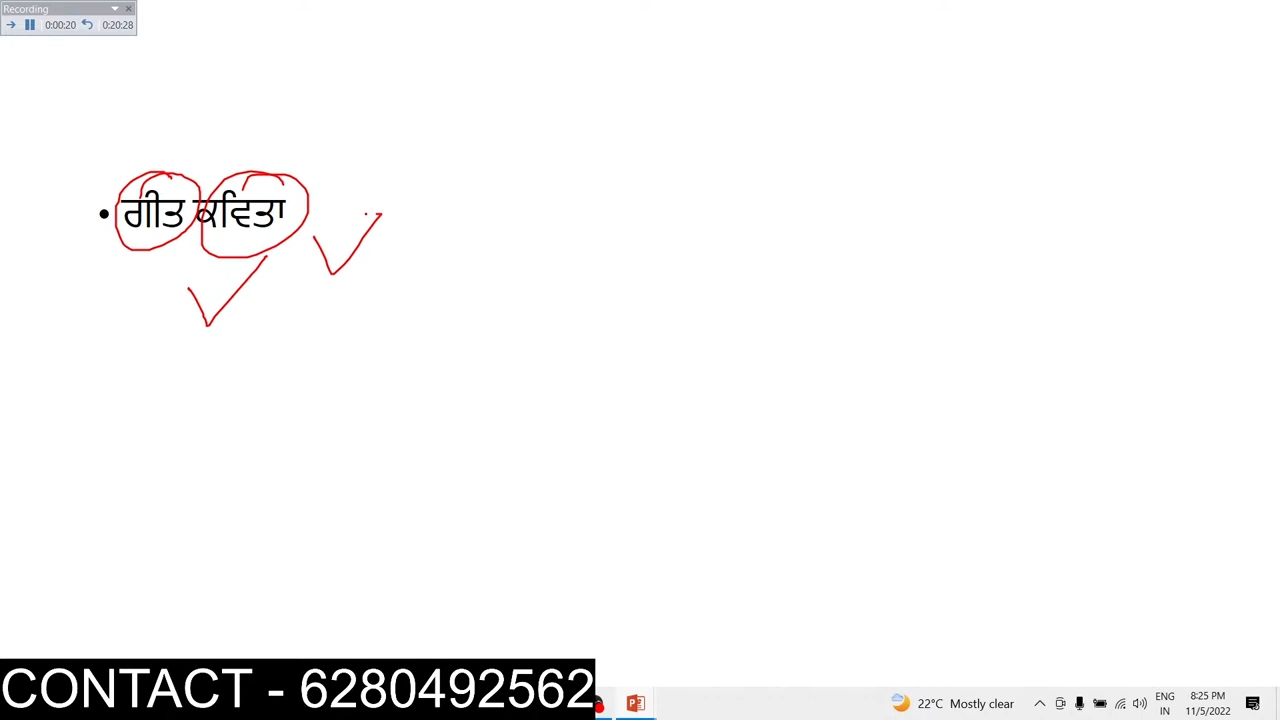 Recording
0:00:20 0:20:28
• ਗੀਤ ਕਵਿਤਾ
CONTACT - 6280492562
22°C Mostly clear
ENG
IN
8:25 PM
11/5/2022